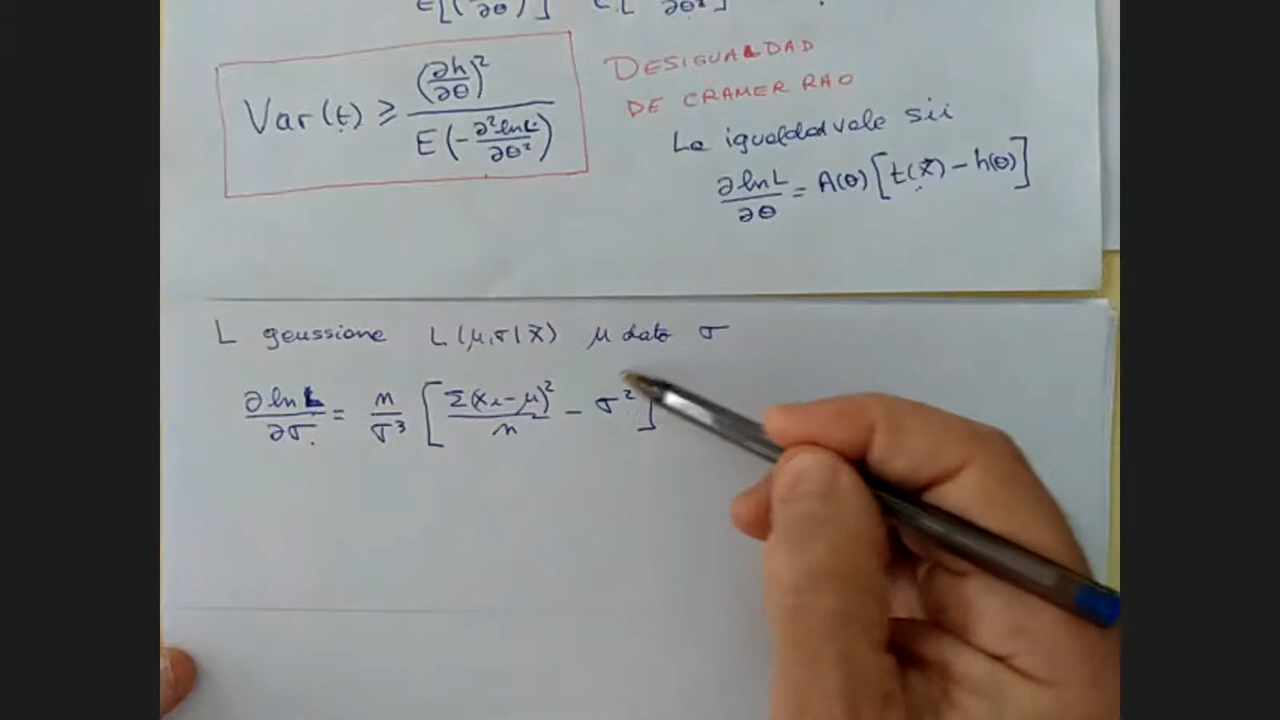 E[(∂θ)] E[ ∂θ²] .
Var(t) ≥ (∂h/∂θ)² / E(-∂²lnL/∂θ²)
DESIGUALDAD
DE CRAMER RAO
La igualdad vale sii
∂lnL/∂θ = A(θ) [t(x⃗) - h(θ)]
L gaussiana L(μ,σ|x⃗) μ dato σ
∂lnL/∂σ = n/σ³ [Σ(xᵢ-μ)²/n - σ²]